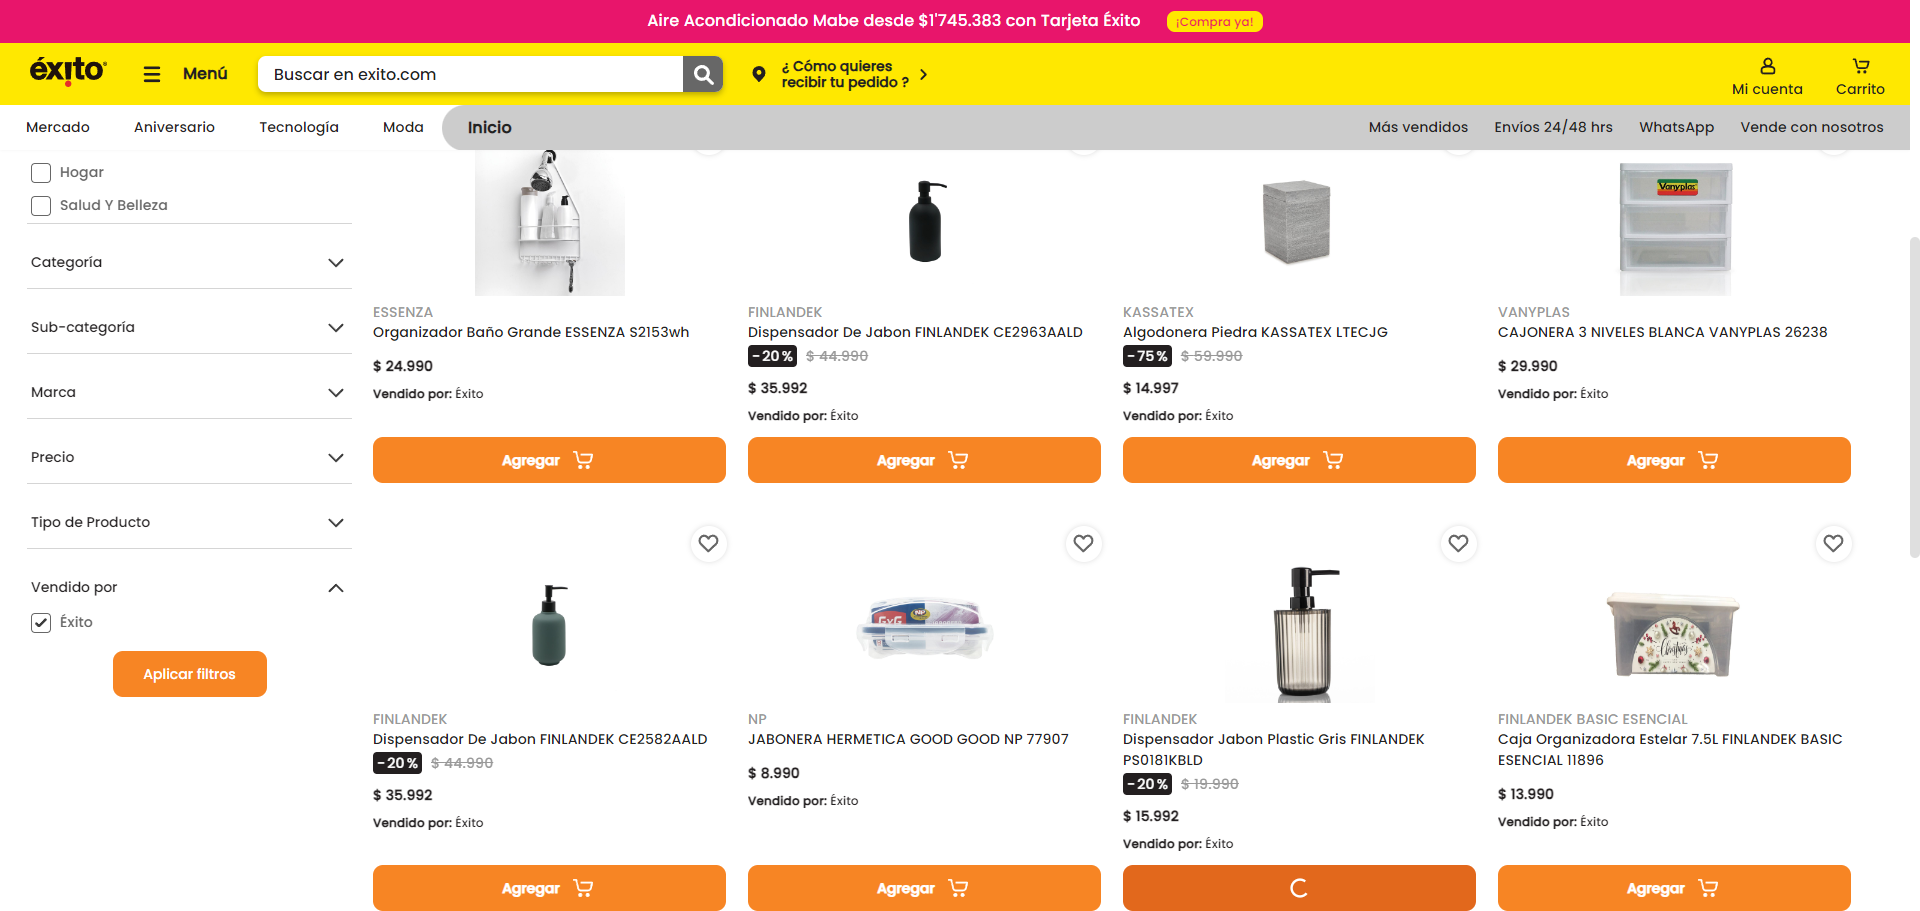 Aire Acondicionado Mabe desde $1'745.383 con Tarjeta Éxito
¡Compra ya!
éxito
Menú
Buscar en exito.com
¿ Cómo quieres
recibir tu pedido ?
Mi cuenta
Carrito
Mercado
Aniversario
Tecnología
Moda
Inicio
Más vendidos
Envíos 24/48 hrs
WhatsApp
Vende con nosotros
Hogar
Salud Y Belleza
Categoría
Sub-categoría
Marca
Precio
Tipo de Producto
Vendido por
Éxito
Aplicar filtros
ESSENZA
Organizador Baño Grande ESSENZA S2153wh
$ 24.990
Vendido por: Éxito
Agregar
FINLANDEK
Dispensador De Jabon FINLANDEK CE2963AALD
-20% $ 44.990
$ 35.992
Vendido por: Éxito
Agregar
KASSATEX
Algodonera Piedra KASSATEX LTECJG
-75% $ 59.990
$ 14.997
Vendido por: Éxito
Agregar
Vanyplas
VANYPLAS
CAJONERA 3 NIVELES BLANCA VANYPLAS 26238
$ 29.990
Vendido por: Éxito
Agregar
FINLANDEK
Dispensador De Jabon FINLANDEK CE2582AALD
-20% $ 44.990
$ 35.992
Vendido por: Éxito
Agregar
GxG
NP
NP
JABONERA HERMETICA GOOD GOOD NP 77907
$ 8.990
Vendido por: Éxito
Agregar
FINLANDEK
Dispensador Jabon Plastic Gris FINLANDEK
PS0181KBLD
-20% $ 19.990
$ 15.992
Vendido por: Éxito
Christmas
FINLANDEK BASIC ESENCIAL
Caja Organizadora Estelar 7.5L FINLANDEK BASIC
ESENCIAL 11896
$ 13.990
Vendido por: Éxito
Agregar